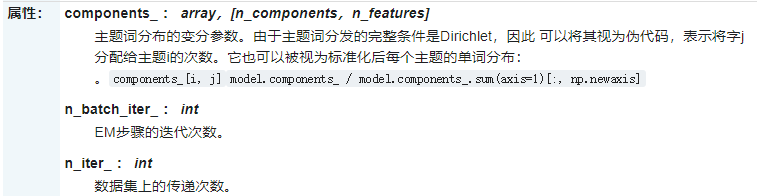 属性： components_ ： array，[n_components，n_features]
主题词分布的变分参数。由于主题词分发的完整条件是Dirichlet，因此 可以将其视为伪代码，表示将字j
分配给主题i的次数。它也可以被视为标准化后每个主题的单词分布：
。components_[i, j] model.components_ / model.components_.sum(axis=1)[:, np.newaxis]
n_batch_iter_ ： int
EM步骤的迭代次数。
n_iter_ ： int
数据集上的传递次数。